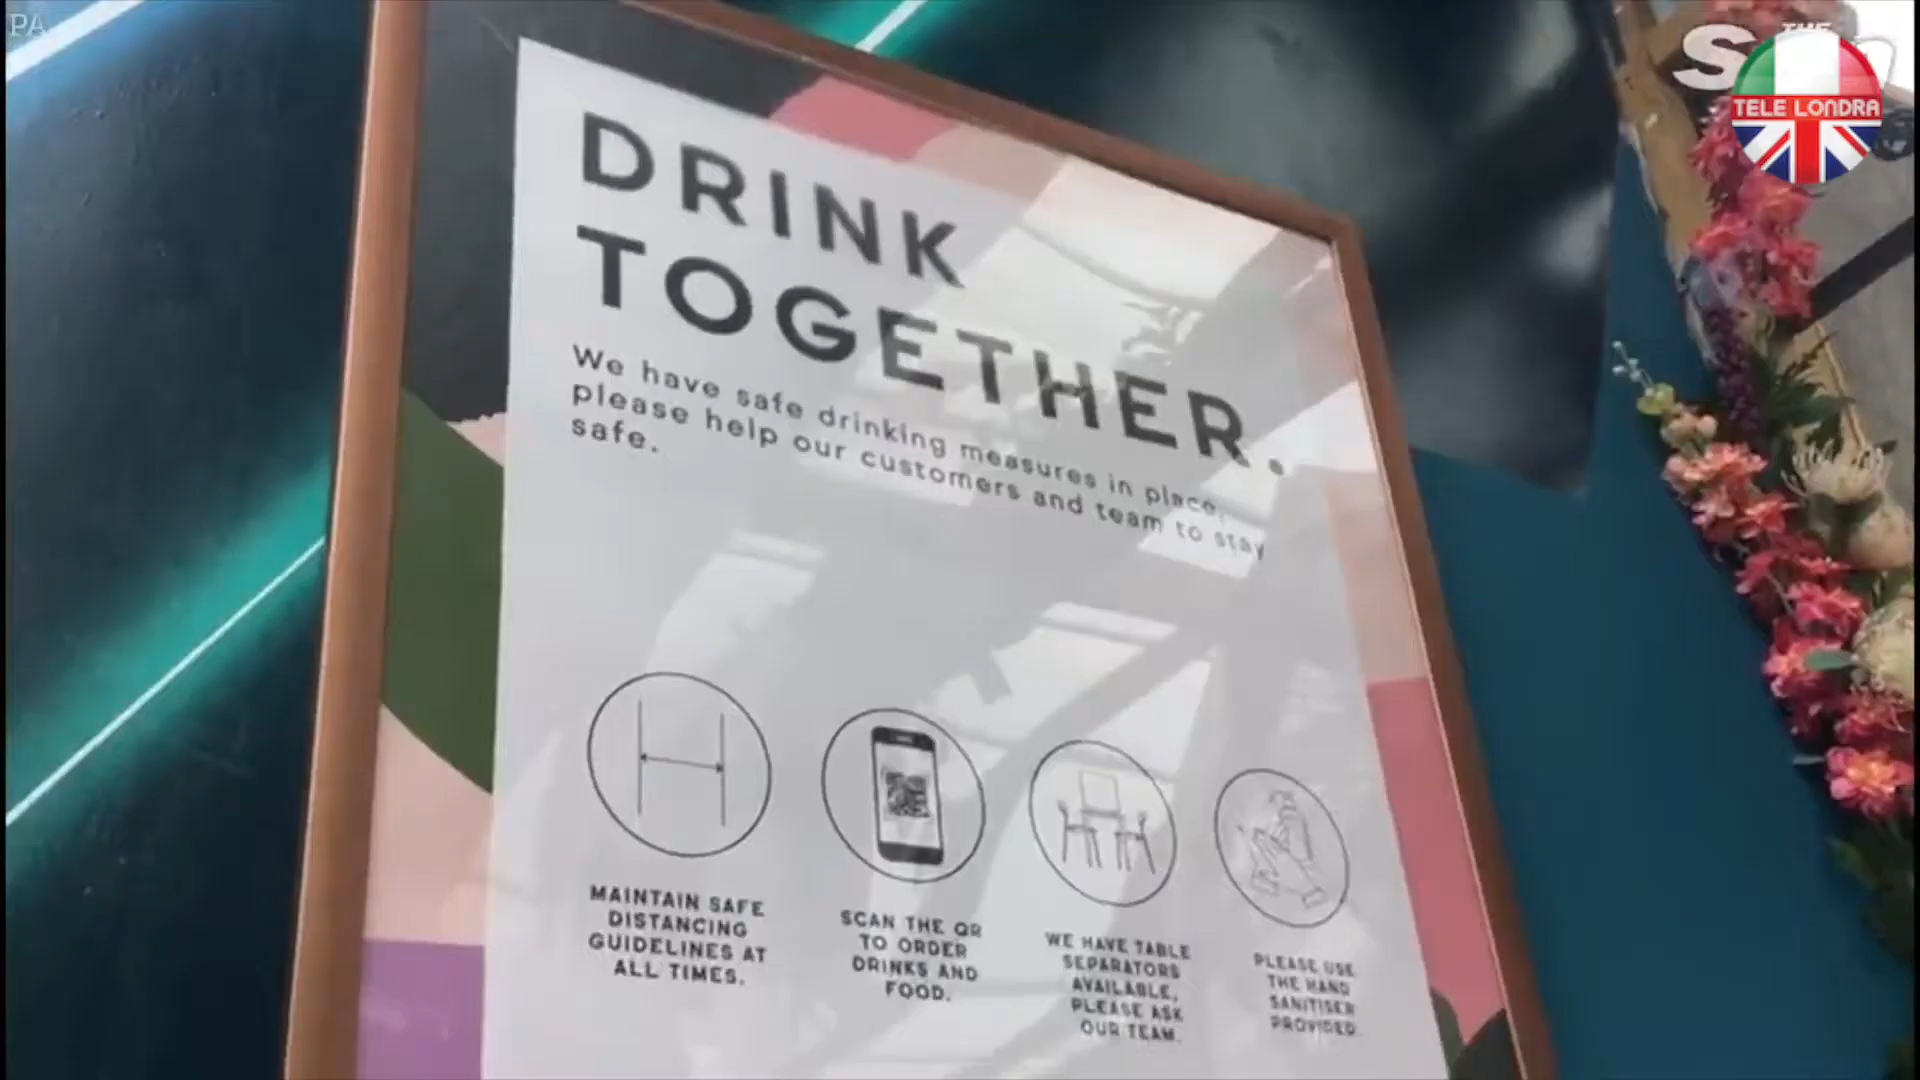 PA
THE
TELE LONDRA
DRINK
TOGETHER.
We have safe drinking measures in place,
please help our customers and team to stay
safe.
MAINTAIN SAFE
DISTANCING
GUIDELINES AT
ALL TIMES.
SCAN THE QR
TO ORDER
DRINKS AND
FOOD.
WE HAVE TABLE
SEPARATORS
AVAILABLE,
PLEASE ASK
OUR TEAM.
PLEASE USE
THE HAND
SANITISER
PROVIDED.